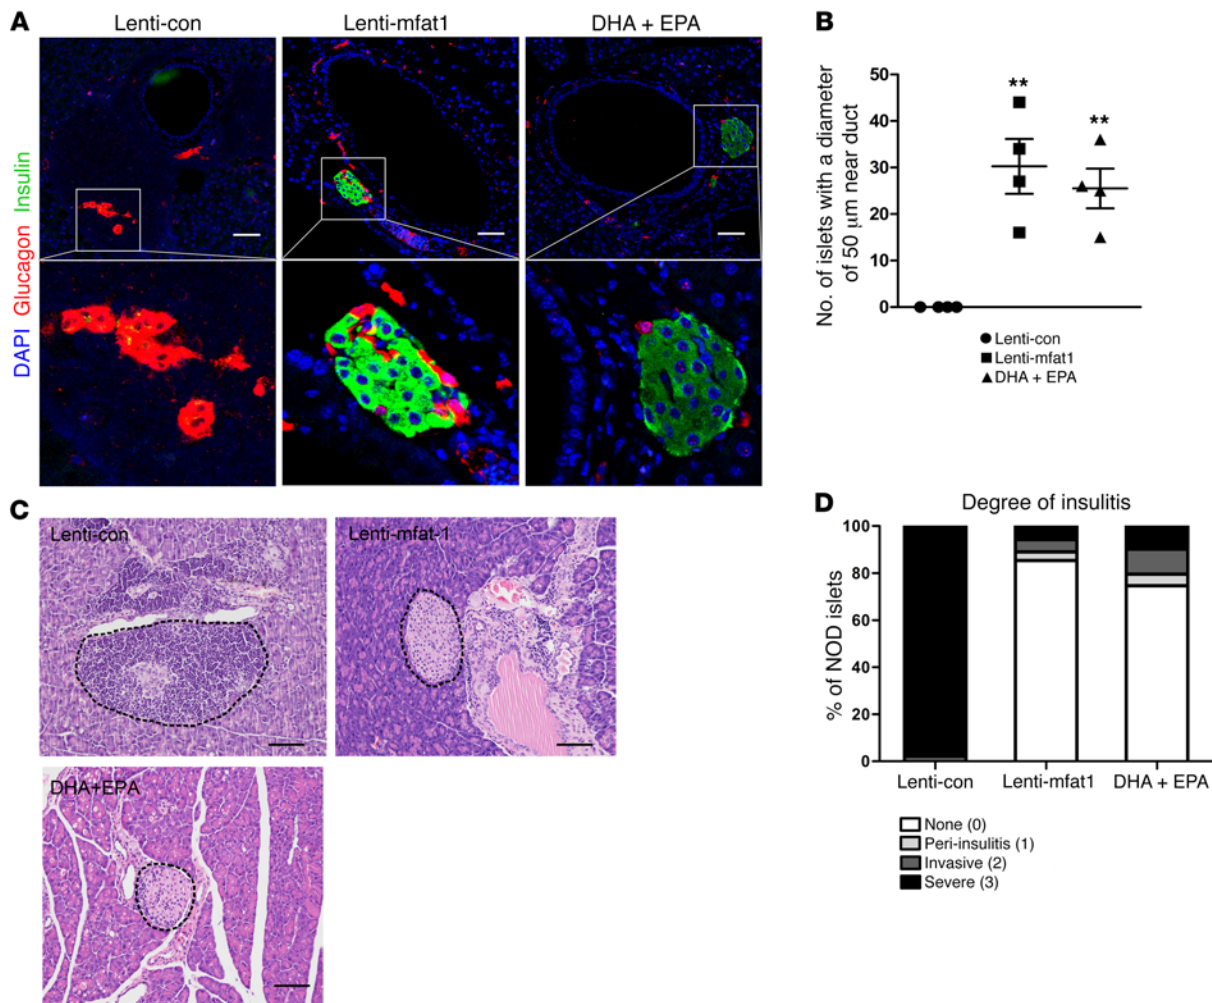 A
Lenti-con
Lenti-mfat1
DHA + EPA
DAPI Glucagon Insulin
B
No. of islets with a diameter
of 50 μm near duct
50
40
30
20
10
0
**
**
Lenti-con
Lenti-mfat1
DHA + EPA
C
Lenti-con
Lenti-mfat-1
DHA+EPA
D
Degree of insulitis
% of NOD islets
100
80
60
40
20
0
Lenti-con
Lenti-mfat1
DHA + EPA
None (0)
Peri-insulitis (1)
Invasive (2)
Severe (3)